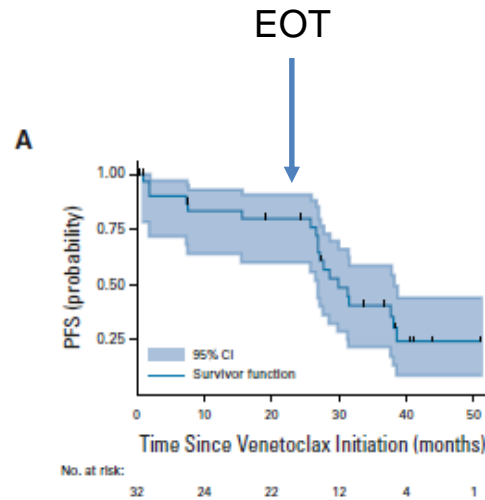 EOT
A
PFS (probability)
1.00
0.75
0.50
0.25
95% CI
Survivor function
0 10 20 30 40 50
Time Since Venetoclax Initiation (months)
No. at risk:
32 24 22 12 4 1